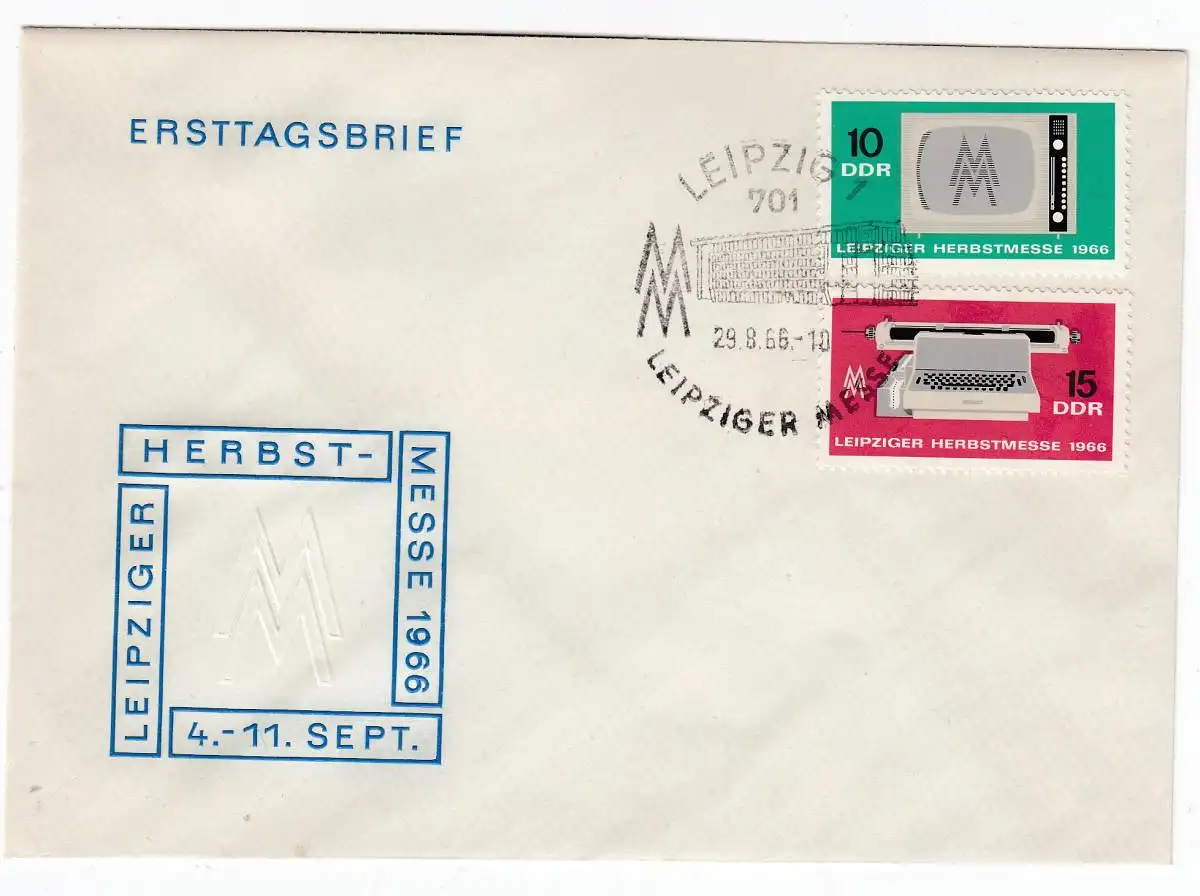 ERSTTAGSBRIEF
LEIPZIG 1
701
29.8.66.-10
LEIPZIGER MESSE
10
DDR
LEIPZIGER HERBSTMESSE 1966
15
DDR
LEIPZIGER HERBSTMESSE 1966
LEIPZIGER
HERBST-
MESSE 1966
4.-11. SEPT.